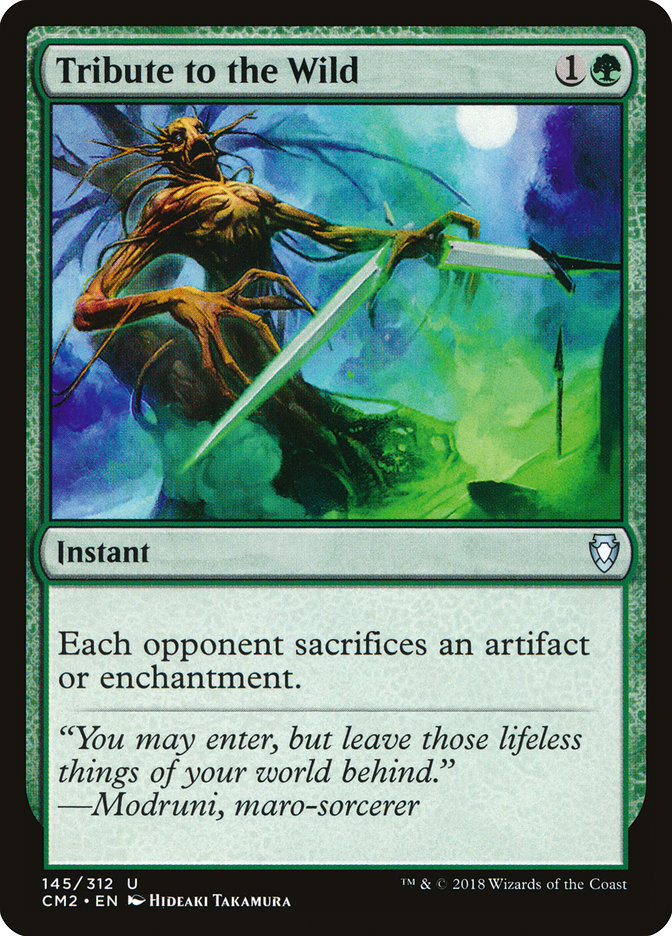 Tribute to the Wild 1
Instant
Each opponent sacrifices an artifact
or enchantment.
“You may enter, but leave those lifeless
things of your world behind.”
—Modruni, maro-sorcerer
145/312 U
™ & © 2018 Wizards of the Coast
CM2 • EN Hideaki Takamura